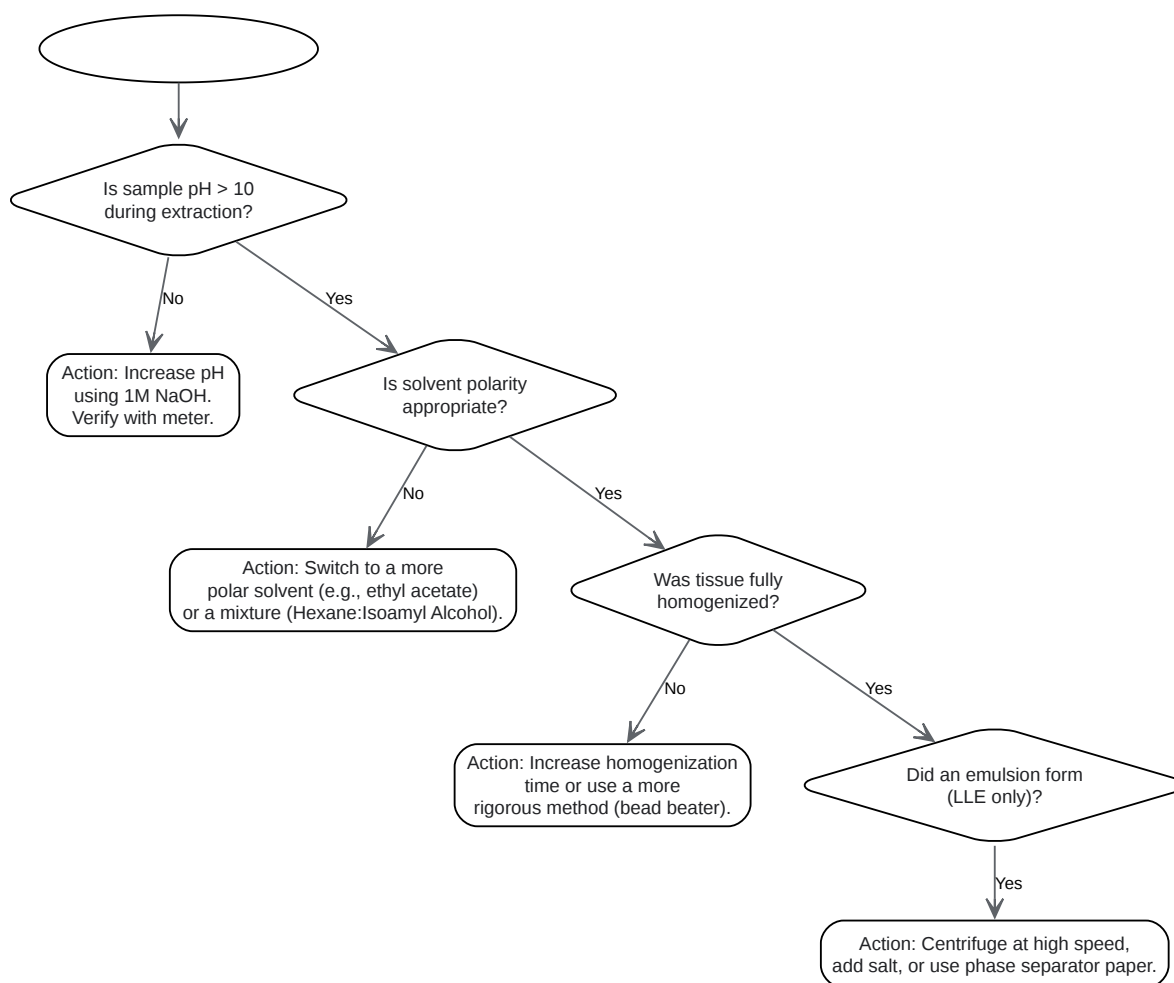 Is sample pH > 10
during extraction?
No
Yes
Action: Increase pH
using 1M NaOH.
Verify with meter.
Is solvent polarity
appropriate?
No
Yes
Action: Switch to a more
polar solvent (e.g., ethyl acetate)
or a mixture (Hexane:Isoamyl Alcohol).
Was tissue fully
homogenized?
No
Yes
Action: Increase homogenization
time or use a more
rigorous method (bead beater).
Did an emulsion form
(LLE only)?
Yes
Action: Centrifuge at high speed,
add salt, or use phase separator paper.